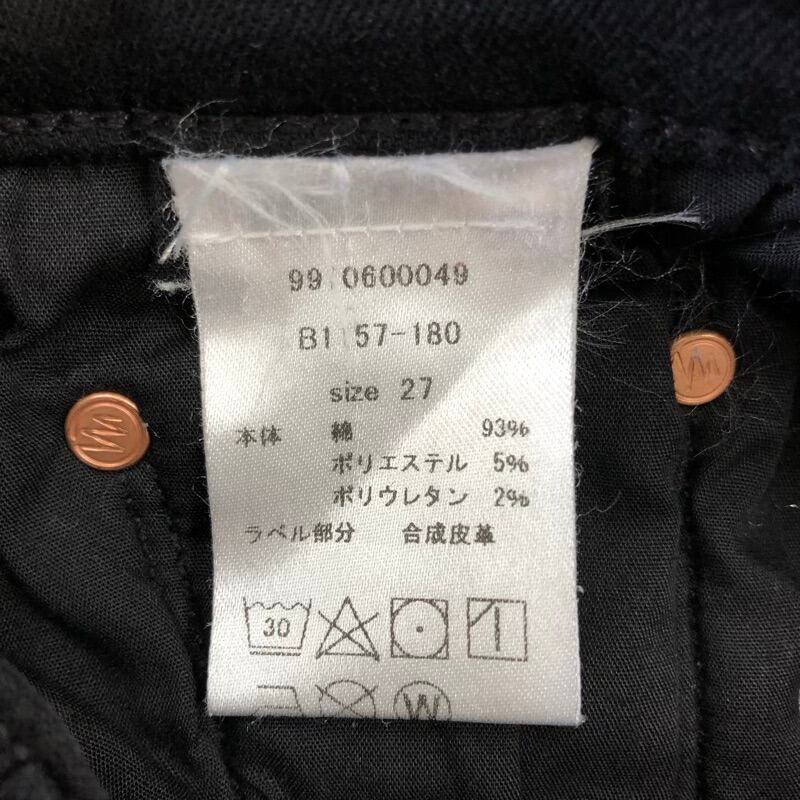 99 0600049
B1 57-180
size 27
本体 綿 93%
ポリエステル 5%
ポリウレタン 2%
ラベル部分 合成皮革
30
W